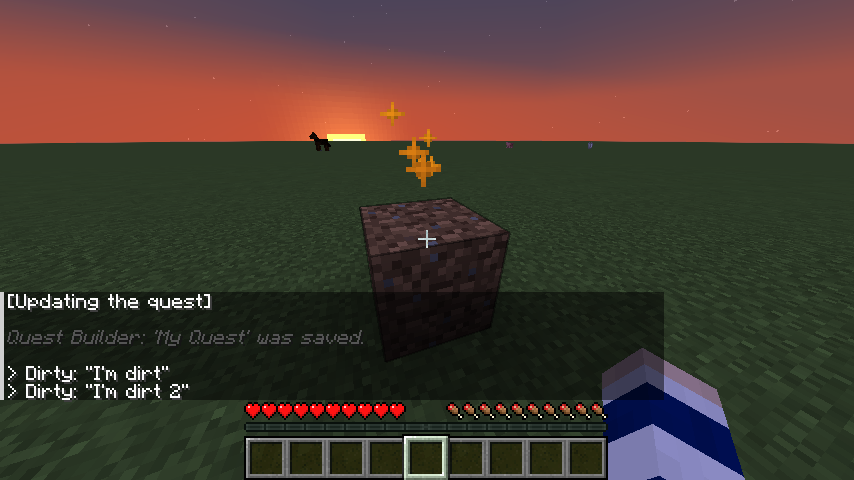 [Updating the quest]
Quest Builder: 'My Quest' was saved.
> Dirty: "I'm dirt"
> Dirty: "I'm dirt 2"